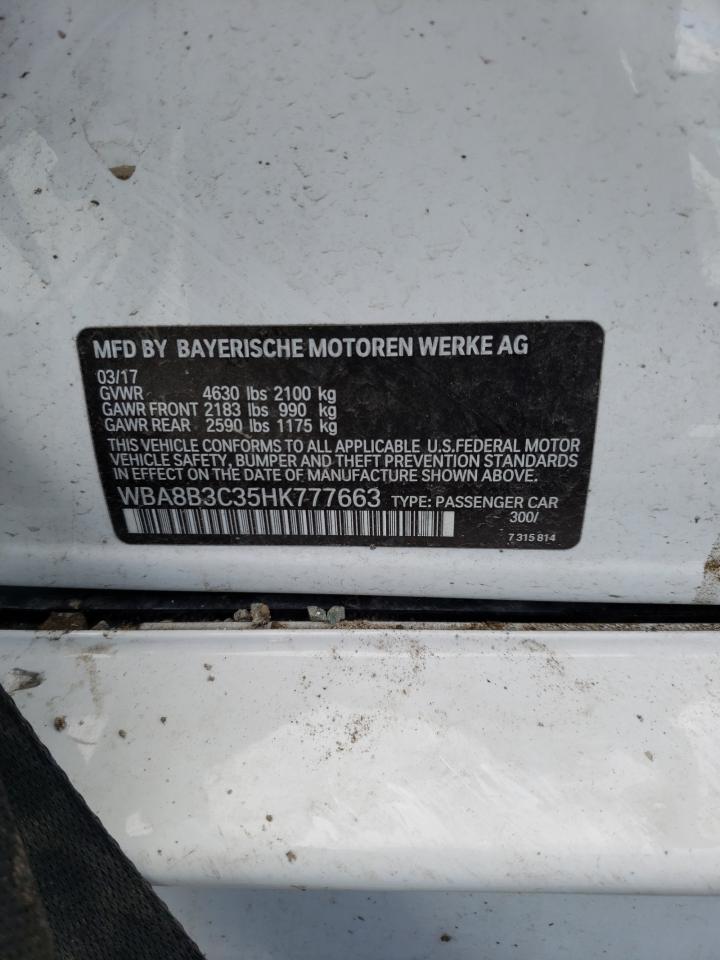 MFD BY BAYERISCHE MOTOREN WERKE AG
03/17
GVWR 4630 lbs 2100 kg
GAWR FRONT 2183 lbs 990 kg
GAWR REAR 2590 lbs 1175 kg
THIS VEHICLE CONFORMS TO ALL APPLICABLE U.S.FEDERAL MOTOR
VEHICLE SAFETY, BUMPER AND THEFT PREVENTION STANDARDS
IN EFFECT ON THE DATE OF MANUFACTURE SHOWN ABOVE.
WBA8B3C35HK777663 TYPE: PASSENGER CAR
300/
7 315 814